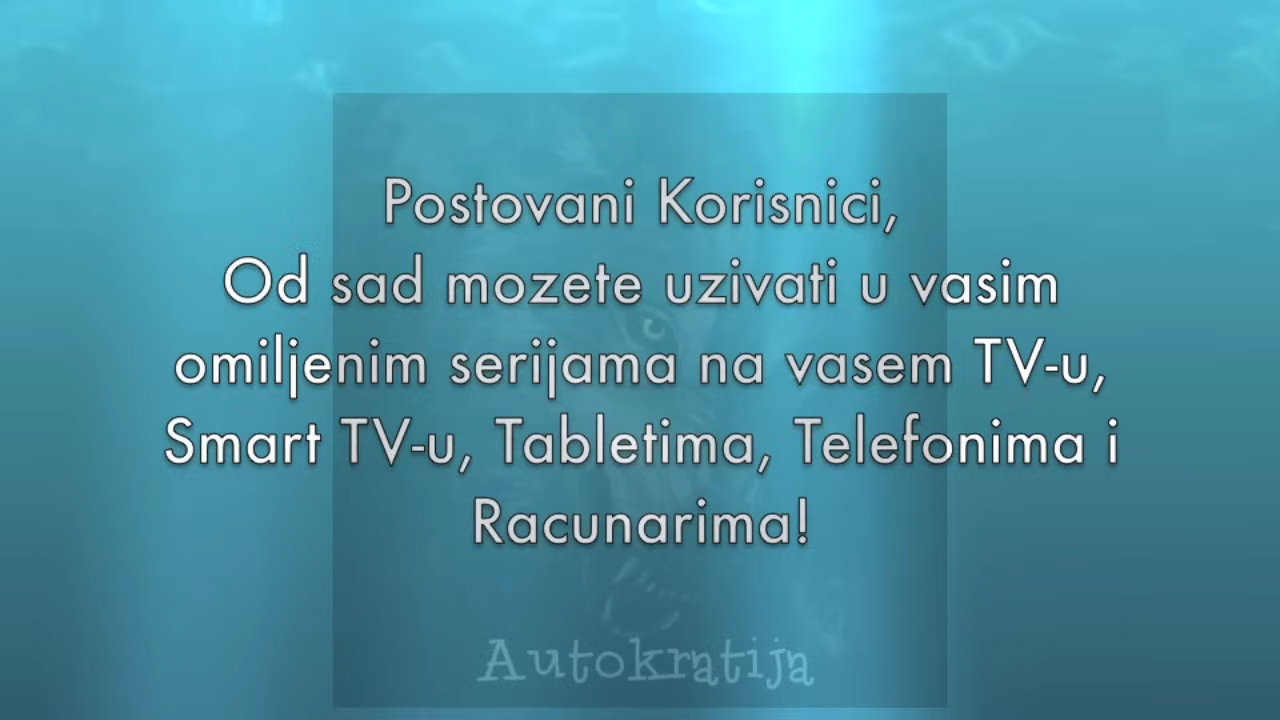 Postovani Korisnici,
Od sad mozete uzivati u vasim
omiljenim serijama na vasem TV-u,
Smart TV-u, Tabletima, Telefonima i
Racunarima!
Autokratija